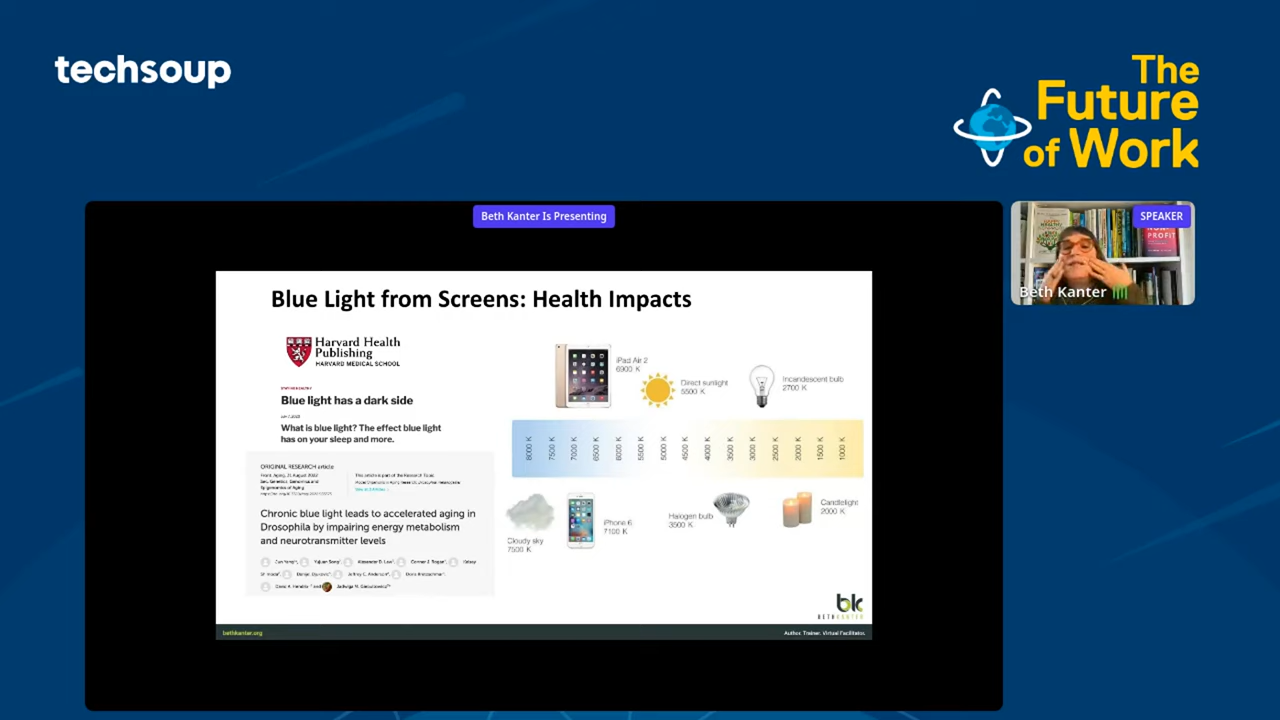 techsoup
The
Future
of Work
Beth Kanter Is Presenting
SPEAKER
PROFIT
Beth Kanter
Blue Light from Screens: Health Impacts
Harvard Health
Publishing
HARVARD MEDICAL SCHOOL
Blue light has a dark side
What is blue light? The effect blue light
has on your sleep and more.
ORIGINAL RESEARCH article
Chronic blue light leads to accelerated aging in
Drosophila by impairing energy metabolism
and neurotransmitter levels
iPad Air 2
6900 K
Direct sunlight
5500 K
Incandescent bulb
2700 K
8000 K
7500 K
7000 K
6500 K
6000 K
5500 K
5000 K
4500 K
4000 K
3500 K
3000 K
2500 K
2000 K
1500 K
1000 K
Cloudy sky
7500 K
iPhone 6
7100 K
Halogen bulb
3500 K
Candlelight
2000 K
blk
BETH KANTER
bethkanter.org
Author. Trainer. Virtual Facilitator.